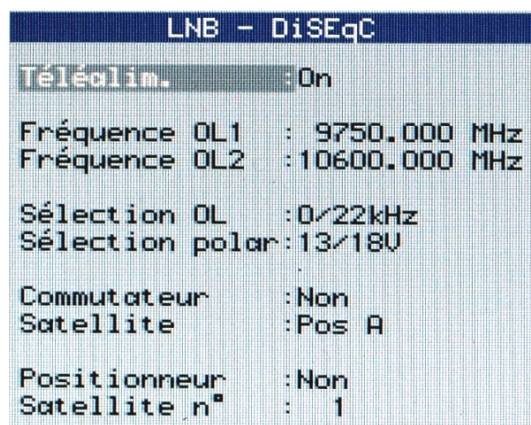 LNB - DiSEqC
Téléalim. :On
Fréquence OL1 : 9750.000 MHz
Fréquence OL2 :10600.000 MHz
Sélection OL :0/22kHz
Sélection polar:13/18V
Commutateur :Non
Satellite :Pos A
Positionneur :Non
Satellite n° : 1